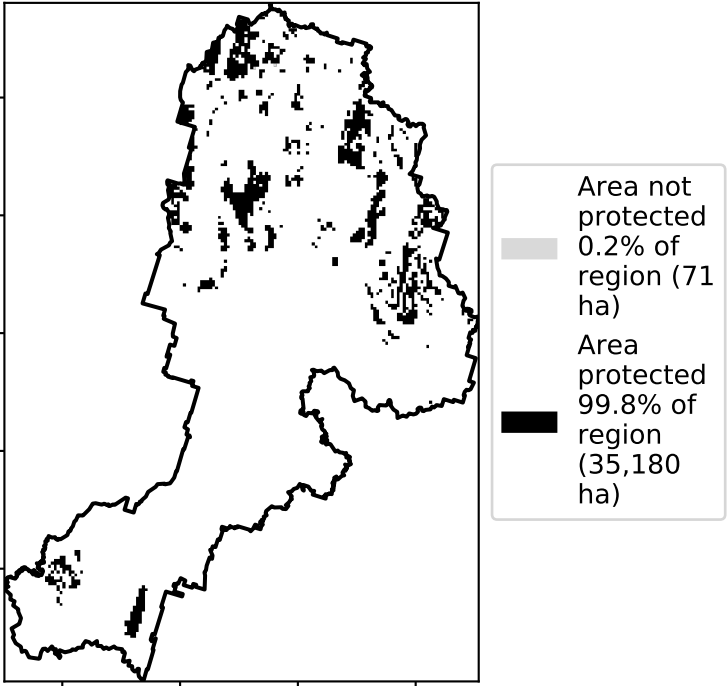 Area not
protected
0.2% of
region (71
ha)
Area
protected
99.8% of
region
(35,180
ha)